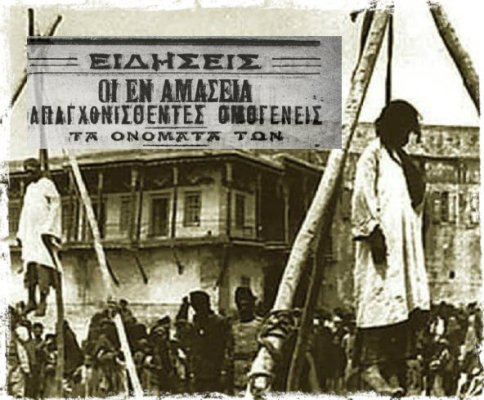 ΕΙΔΗΣΕΙΣ
ΟΙ ΕΝ ΑΜΑΣΕΙΑ
ΑΠΑΓΧΟΝΙΣΘΕΝΤΕΣ ΟΜΟΓΕΝΕΙΣ
ΤΑ ΟΝΟΜΑΤΑ ΤΩΝ